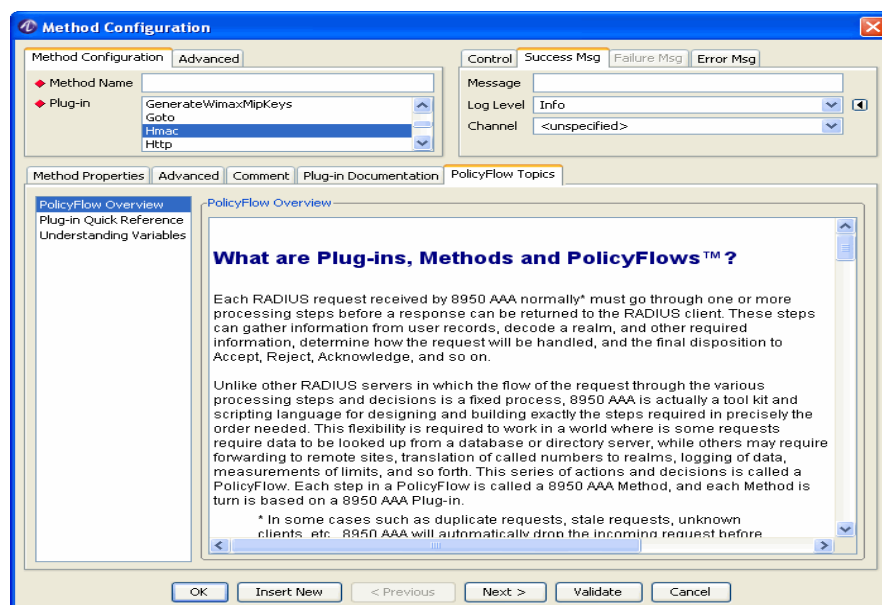 Method Configuration
Method Configuration Advanced
Control Success Msg Failure Msg Error Msg
Method Name
Plug-in
GenerateWimaxMipKeys
Goto
Hmac
Http
Message
Log Level Info
Channel <unspecified>
Method Properties Advanced Comment Plug-in Documentation PolicyFlow Topics
PolicyFlow Overview
Plug-in Quick Reference
Understanding Variables
PolicyFlow Overview
What are Plug-ins, Methods and PolicyFlows™?
Each RADIUS request received by 8950 AAA normally* must go through one or more
processing steps before a response can be returned to the RADIUS client. These steps
can gather information from user records, decode a realm, and other required
information, determine how the request will be handled, and the final disposition to
Accept, Reject, Acknowledge, and so on.
Unlike other RADIUS servers in which the flow of the request through the various
processing steps and decisions is a fixed process, 8950 AAA is actually a tool kit and
scripting language for designing and building exactly the steps required in precisely the
order needed. This flexibility is required to work in a world where is some requests
require data to be looked up from a database or directory server, while others may require
forwarding to remote sites, translation of called numbers to realms, logging of data,
measurements of limits, and so forth. This series of actions and decisions is called a
PolicyFlow. Each step in a PolicyFlow is called a 8950 AAA Method, and each Method is
turn is based on a 8950 AAA Plug-in.
* In some cases such as duplicate requests, stale requests, unknown
clients, etc., 8950 AAA will automatically drop the incoming request before
OK Insert New < Previous Next > Validate Cancel